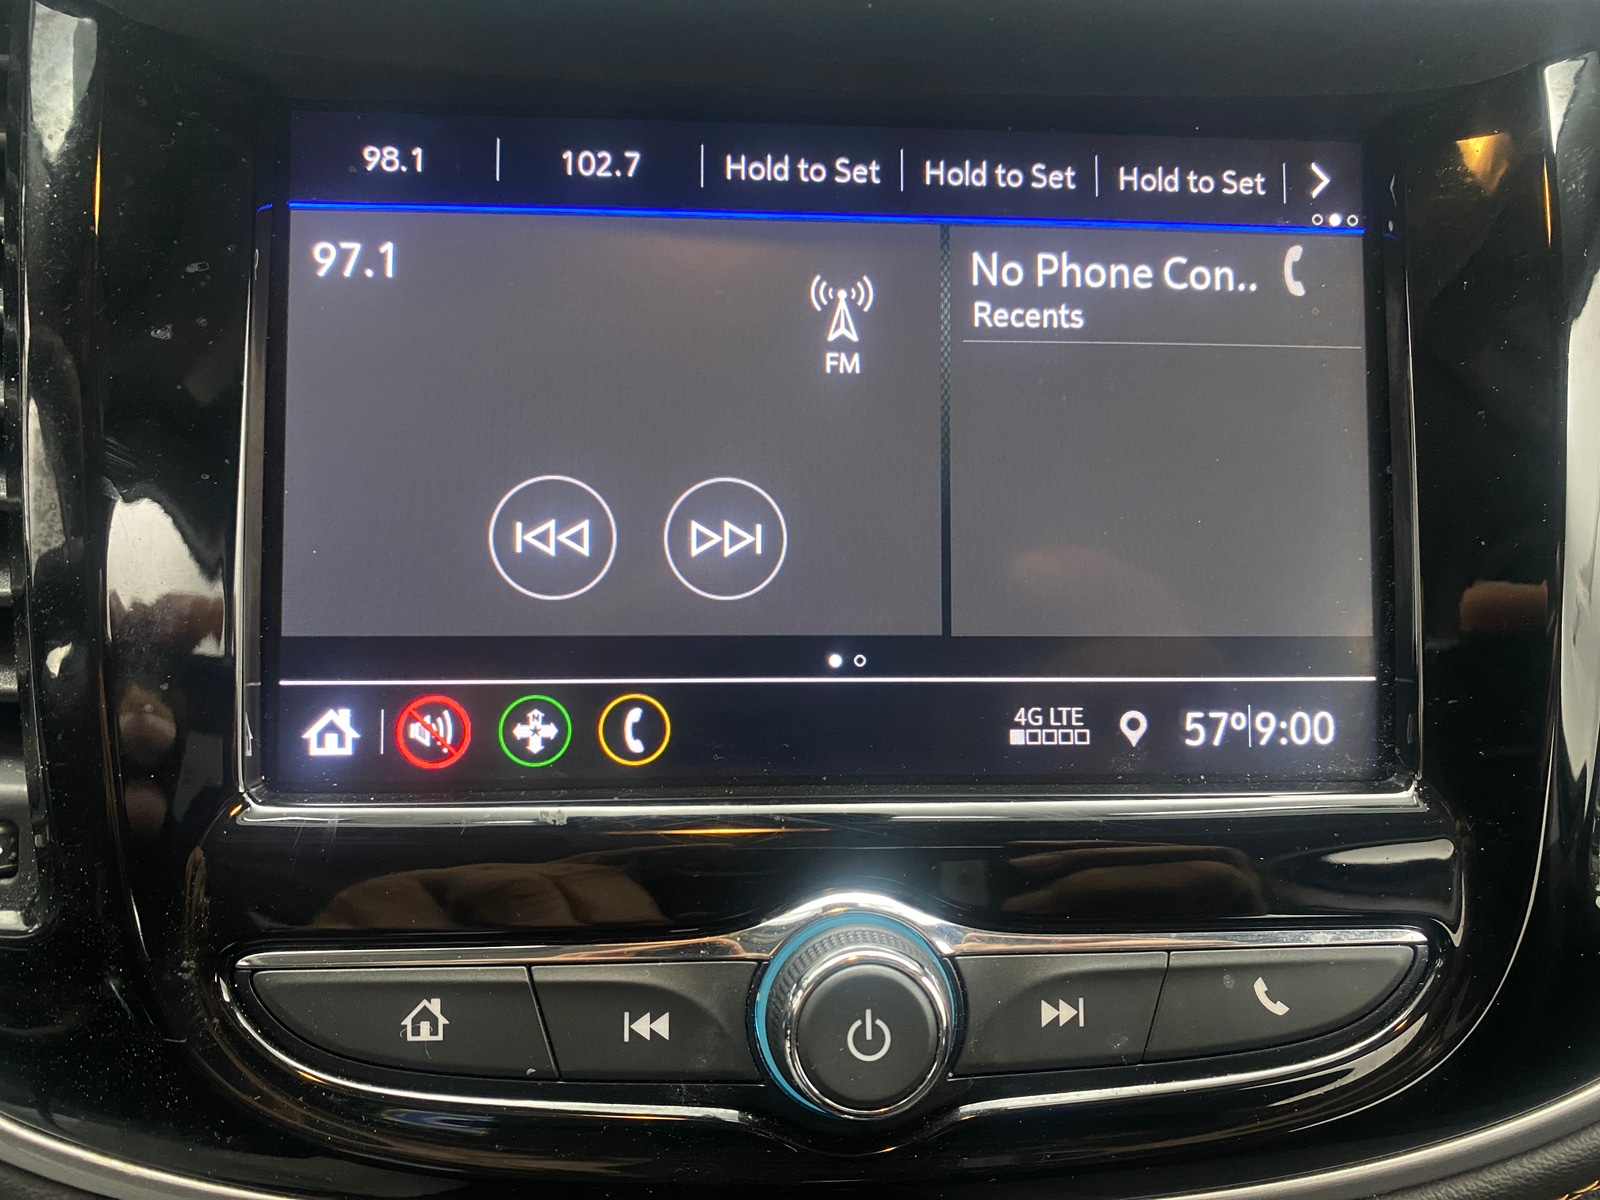 98.1 | 102.7 | Hold to Set | Hold to Set | Hold to Set |
97.1
FM
No Phone Con..
Recents
4G LTE
57°|9:00